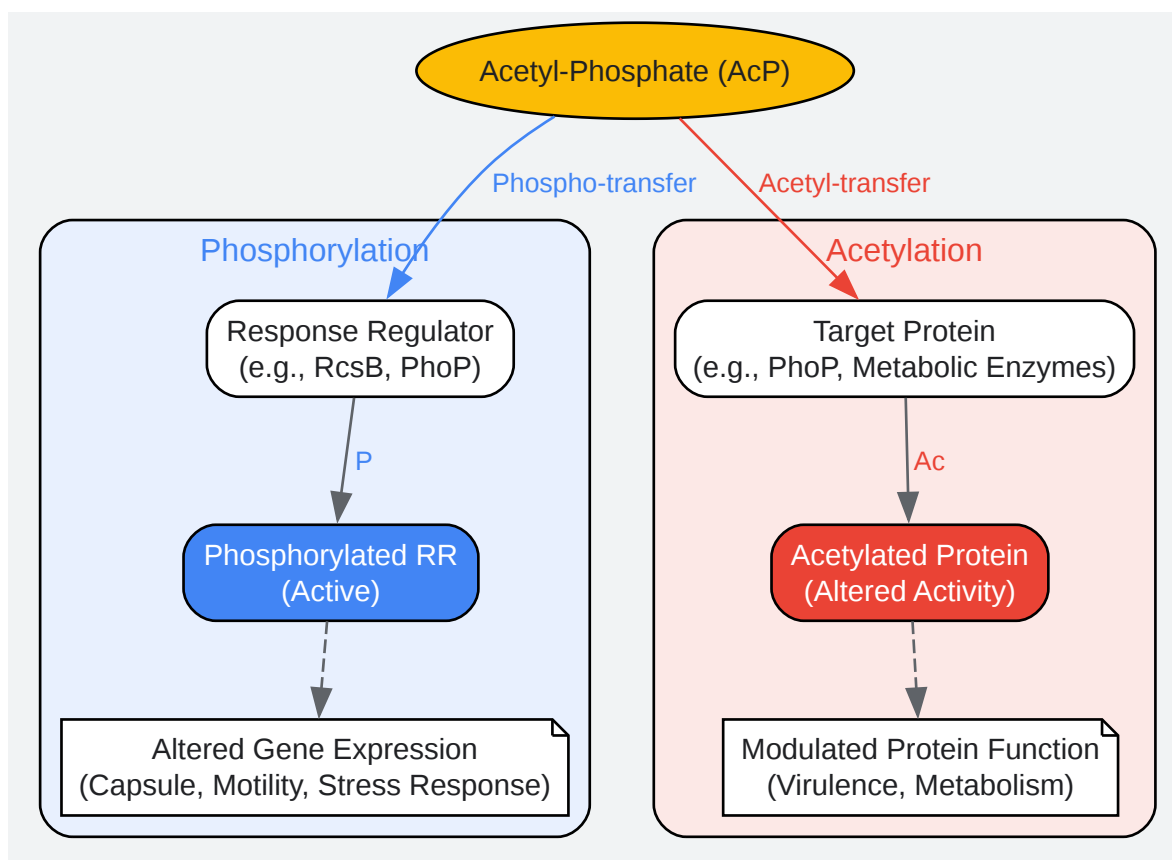 Acetyl-Phosphate (AcP)
Phospho-transfer
Acetyl-transfer
Phosphorylation
Response Regulator
(e.g., RcsB, PhoP)
P
Phosphorylated RR
(Active)
Altered Gene Expression
(Capsule, Motility, Stress Response)
Acetylation
Target Protein
(e.g., PhoP, Metabolic Enzymes)
Ac
Acetylated Protein
(Altered Activity)
Modulated Protein Function
(Virulence, Metabolism)